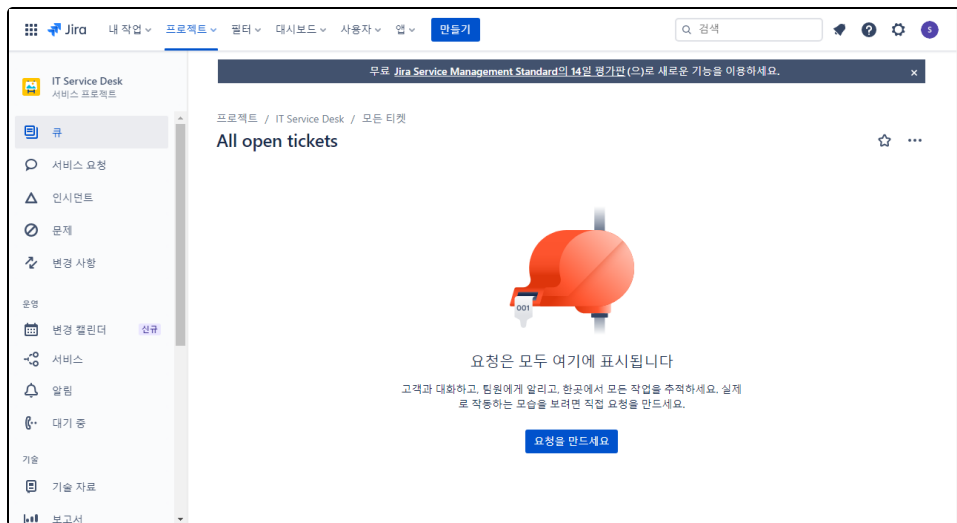 Jira 내 작업 프로젝트 필터 대시보드 사용자 앱 만들기 검색 S
무료 Jira Service Management Standard의 14일 평가판 (으)로 새로운 기능을 이용하세요. ×
IT Service Desk
서비스 프로젝트
큐
서비스 요청
인시던트
문제
변경 사항
운영
변경 캘린더 신규
서비스
알림
대기 중
기술
기술 자료
보고서
프로젝트 / IT Service Desk / 모든 티켓
All open tickets
001
요청은 모두 여기에 표시됩니다
고객과 대화하고, 팀원에게 알리고, 한곳에서 모든 작업을 추적하세요. 실제
로 작동하는 모습을 보려면 직접 요청을 만드세요.
요청을 만드세요